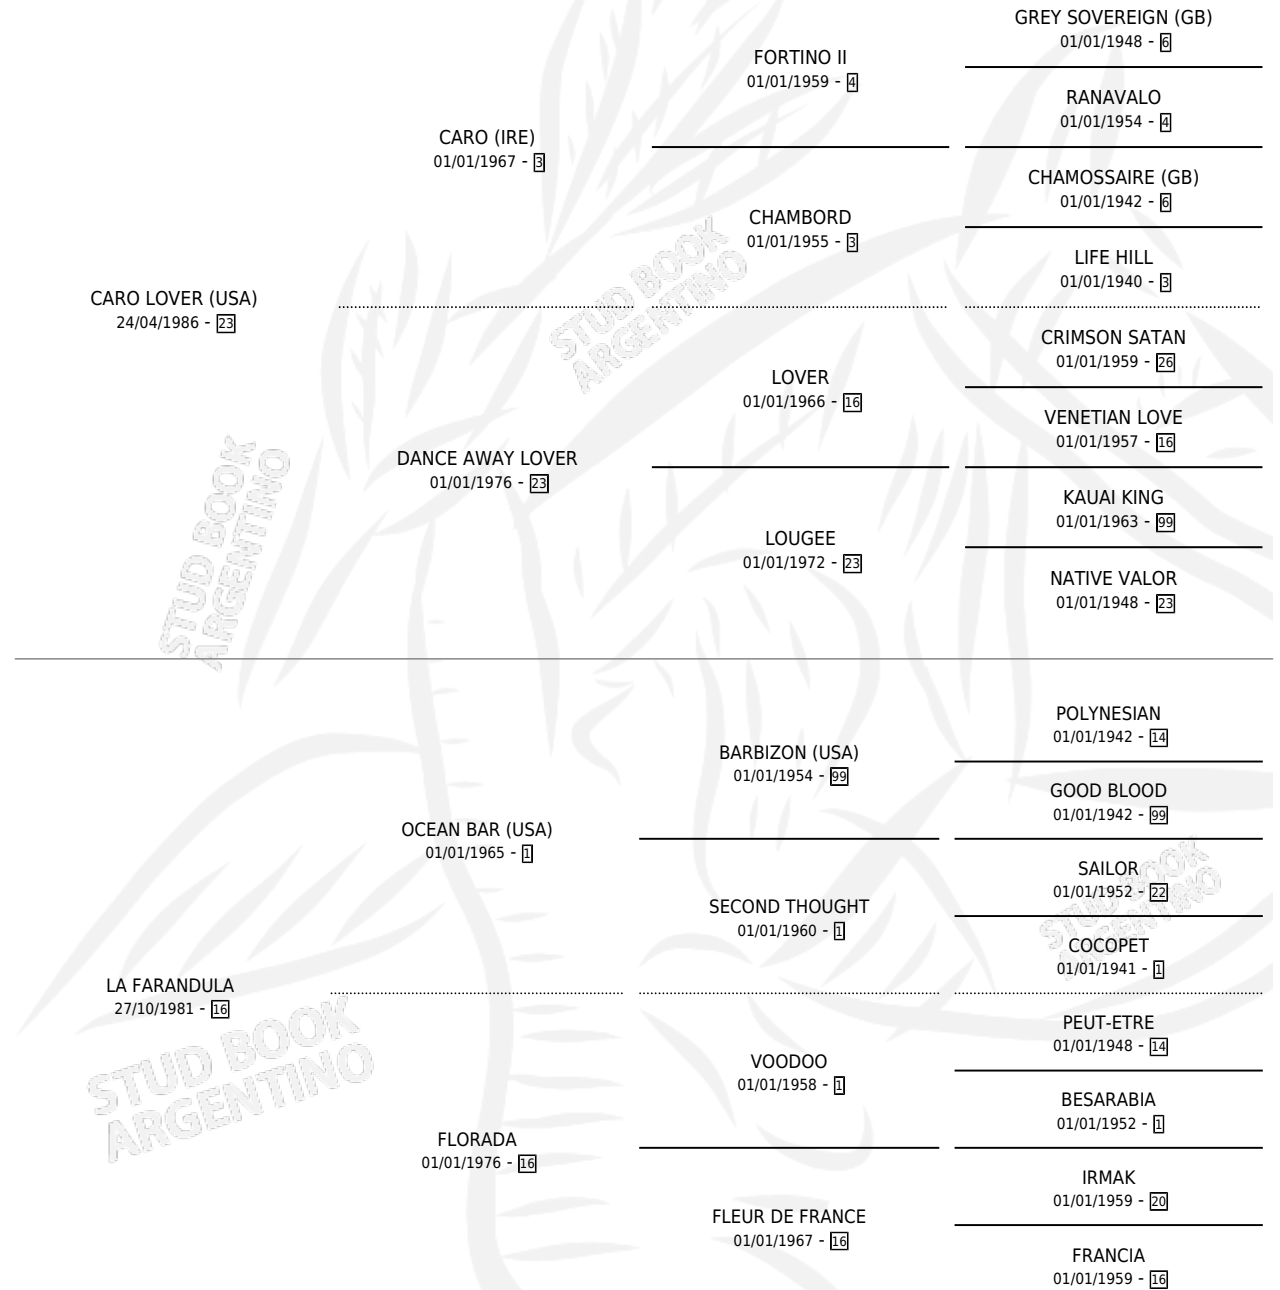 GREY SOVEREIGN (GB)
01/01/1948 - 6
FORTINO II
01/01/1959 - 4
RANAVALO
01/01/1954 - 4
CARO (IRE)
01/01/1967 - 3
CHAMOSSAIRE (GB)
01/01/1942 - 6
CHAMBORD
01/01/1955 - 3
LIFE HILL
01/01/1940 - 3
CARO LOVER (USA)
24/04/1986 - 23
CRIMSON SATAN
01/01/1959 - 26
LOVER
01/01/1966 - 16
VENETIAN LOVE
01/01/1957 - 16
DANCE AWAY LOVER
01/01/1976 - 23
KAUAI KING
01/01/1963 - 99
LOUGEE
01/01/1972 - 23
NATIVE VALOR
01/01/1948 - 23
POLYNESIAN
01/01/1942 - 14
BARBIZON (USA)
01/01/1954 - 99
GOOD BLOOD
01/01/1942 - 99
OCEAN BAR (USA)
01/01/1965 - 1
SAILOR
01/01/1952 - 22
SECOND THOUGHT
01/01/1960 - 1
COCOPET
01/01/1941 - 1
LA FARANDULA
27/10/1981 - 16
PEUT-ETRE
01/01/1948 - 14
VOODOO
01/01/1958 - 1
BESARABIA
01/01/1952 - 1
FLORADA
01/01/1976 - 16
IRMAK
01/01/1959 - 20
FLEUR DE FRANCE
01/01/1967 - 16
FRANCIA
01/01/1959 - 16
STUD BOOK
ARGENTINO
STUD BOOK
ARGENTINO
STUD BOOK
ARGENTINO
STUD BOOK
ARGENTINO